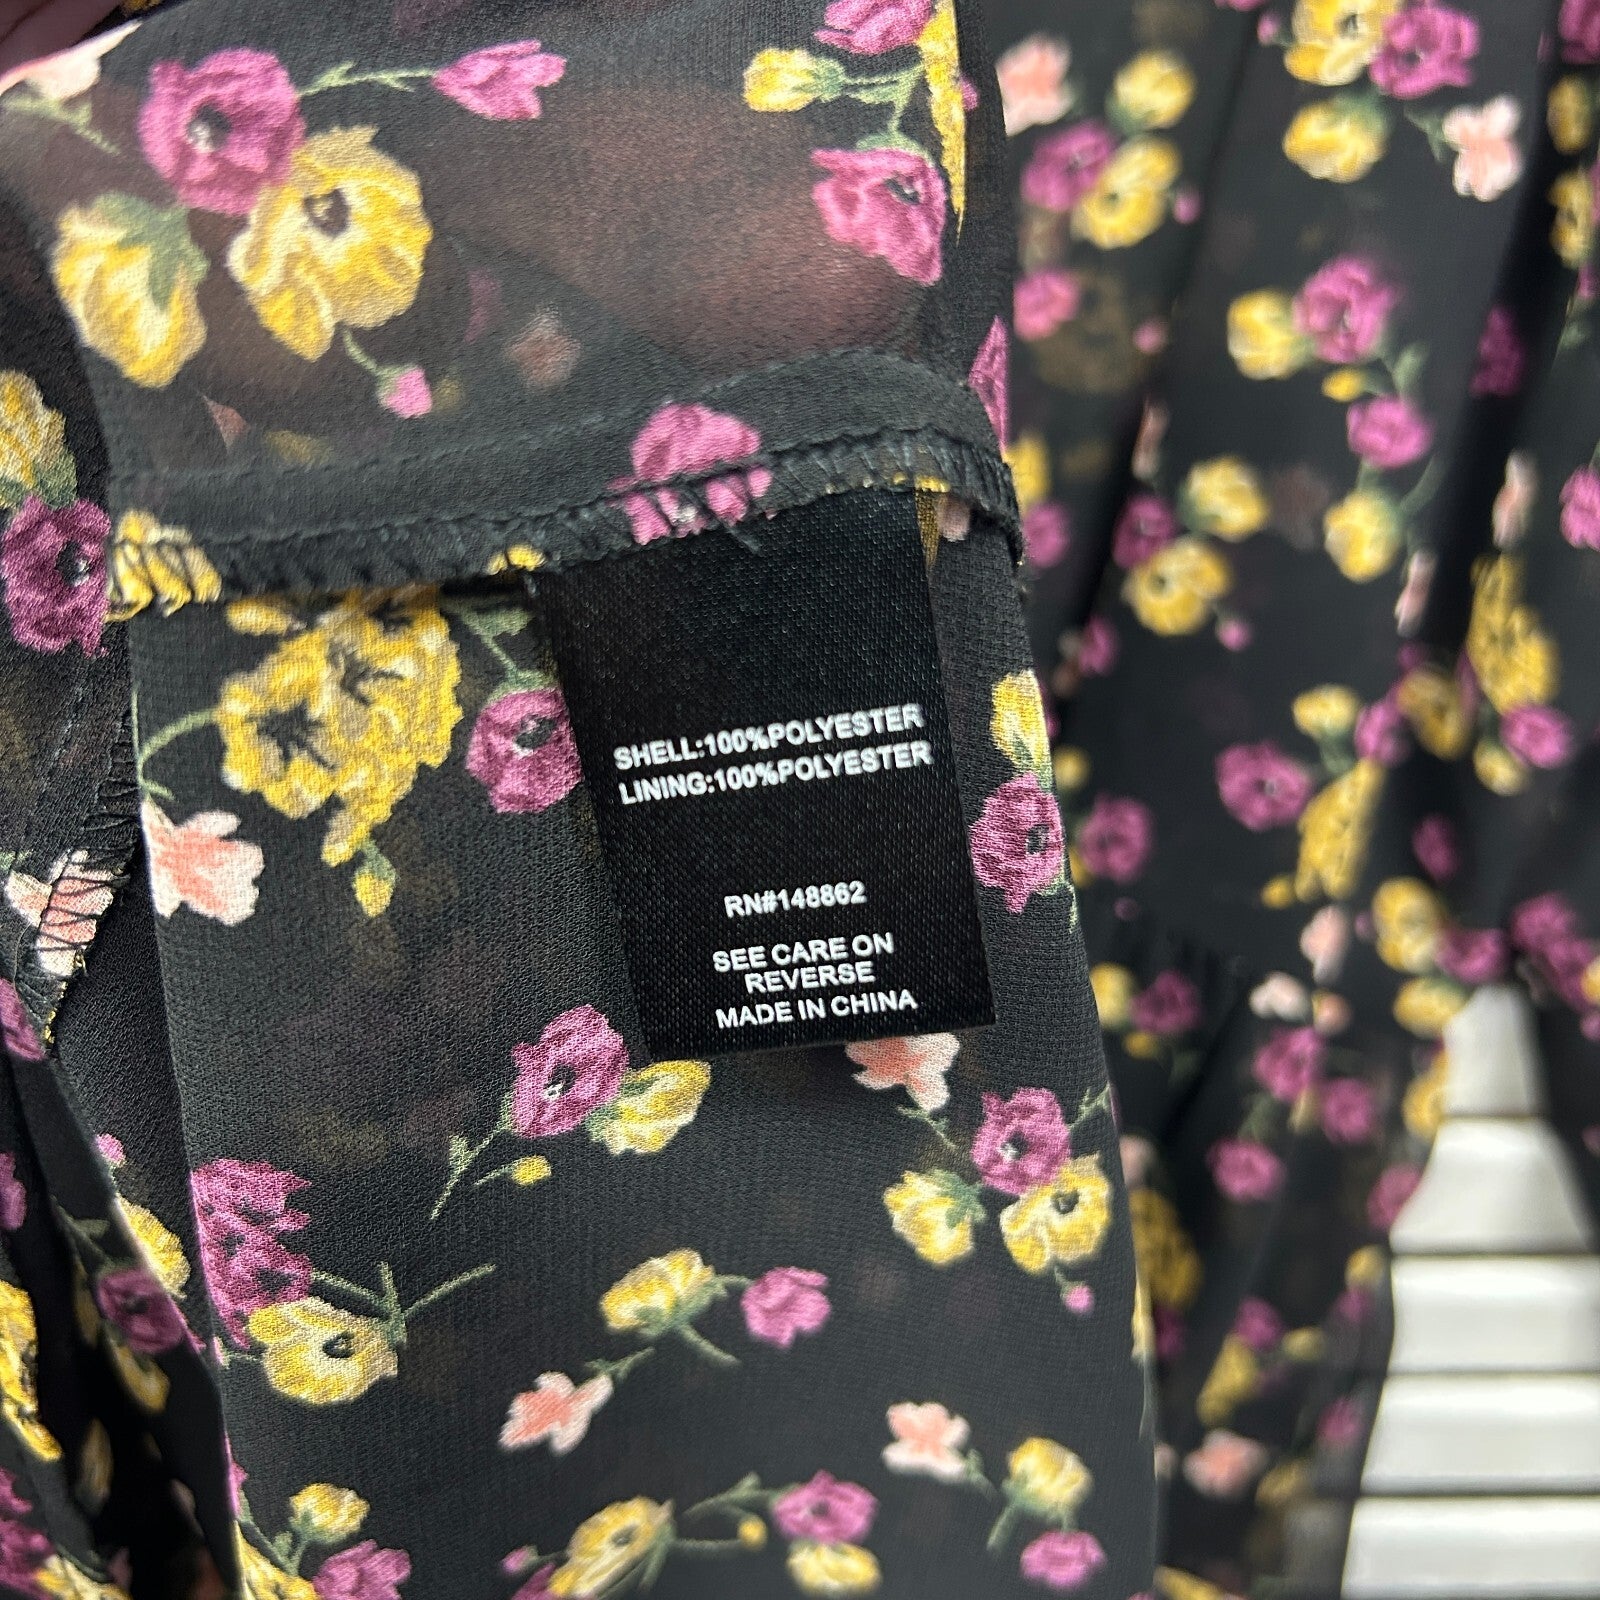 SHELL:100%POLYESTER
LINING:100%POLYESTER
RN#148862
SEE CARE ON
REVERSE
MADE IN CHINA